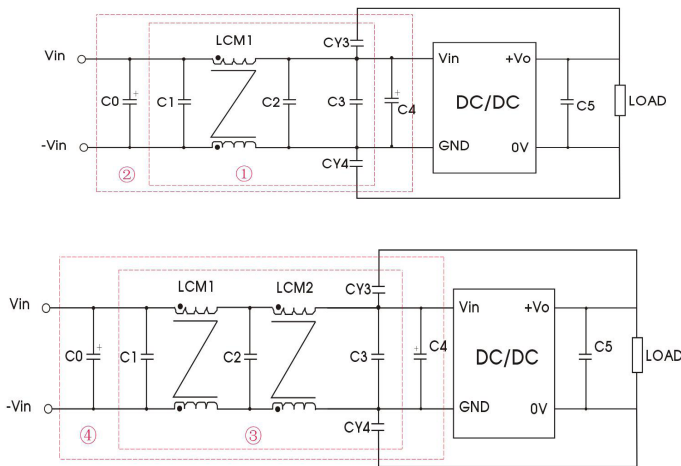 LCM1
CY3
Vin
Vin
+Vo
C0
+
C1
C2
C3
+
C4
DC/DC
C5
LOAD
-Vin
GND
0V
CY4
②
①
LCM1
LCM2
CY3
Vin
Vin
+Vo
C0
+
C1
C2
C3
+
C4
DC/DC
C5
LOAD
-Vin
GND
0V
CY4
④
③